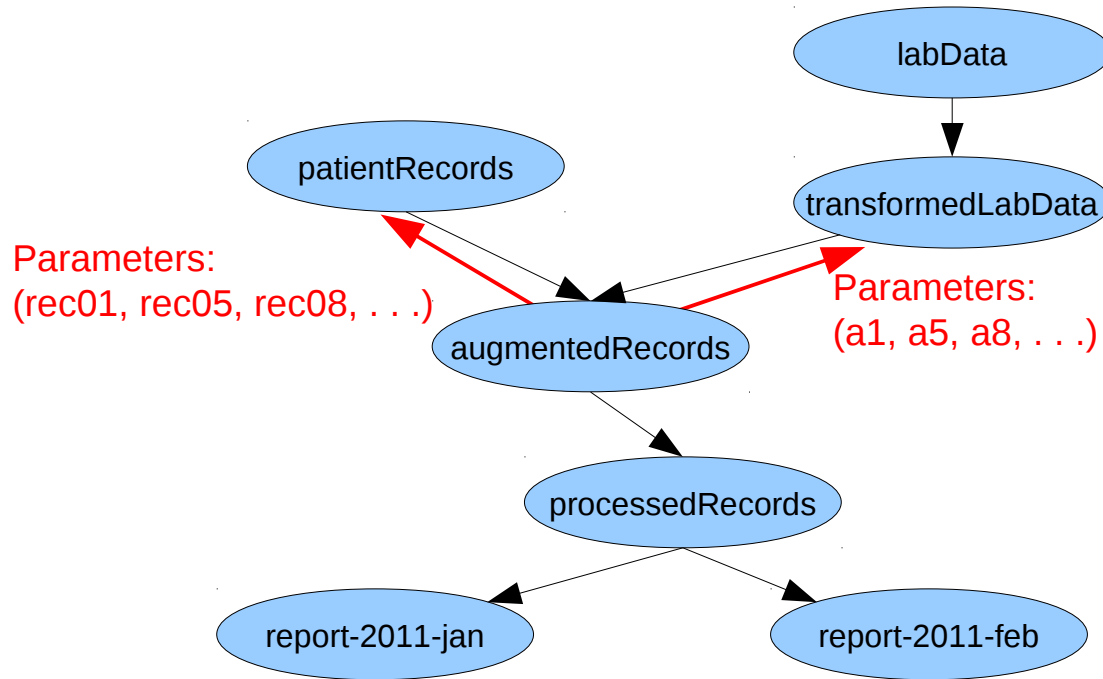 labData
patientRecords
transformedLabData
Parameters:
(rec01, rec05, rec08, . . .)
Parameters:
(a1, a5, a8, . . .)
augmentedRecords
processedRecords
report-2011-jan
report-2011-feb